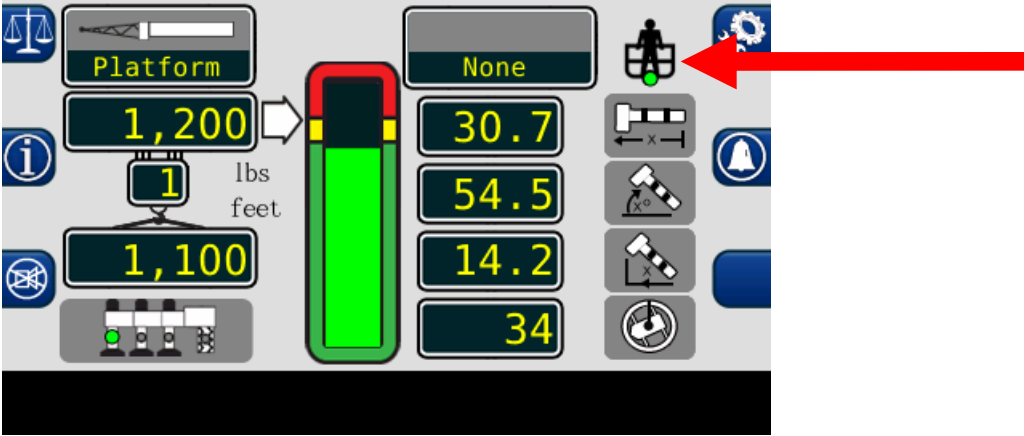 Platform
None
1,200
30.7
1
lbs
feet
54.5
1,100
14.2
34
x
x°
x
i